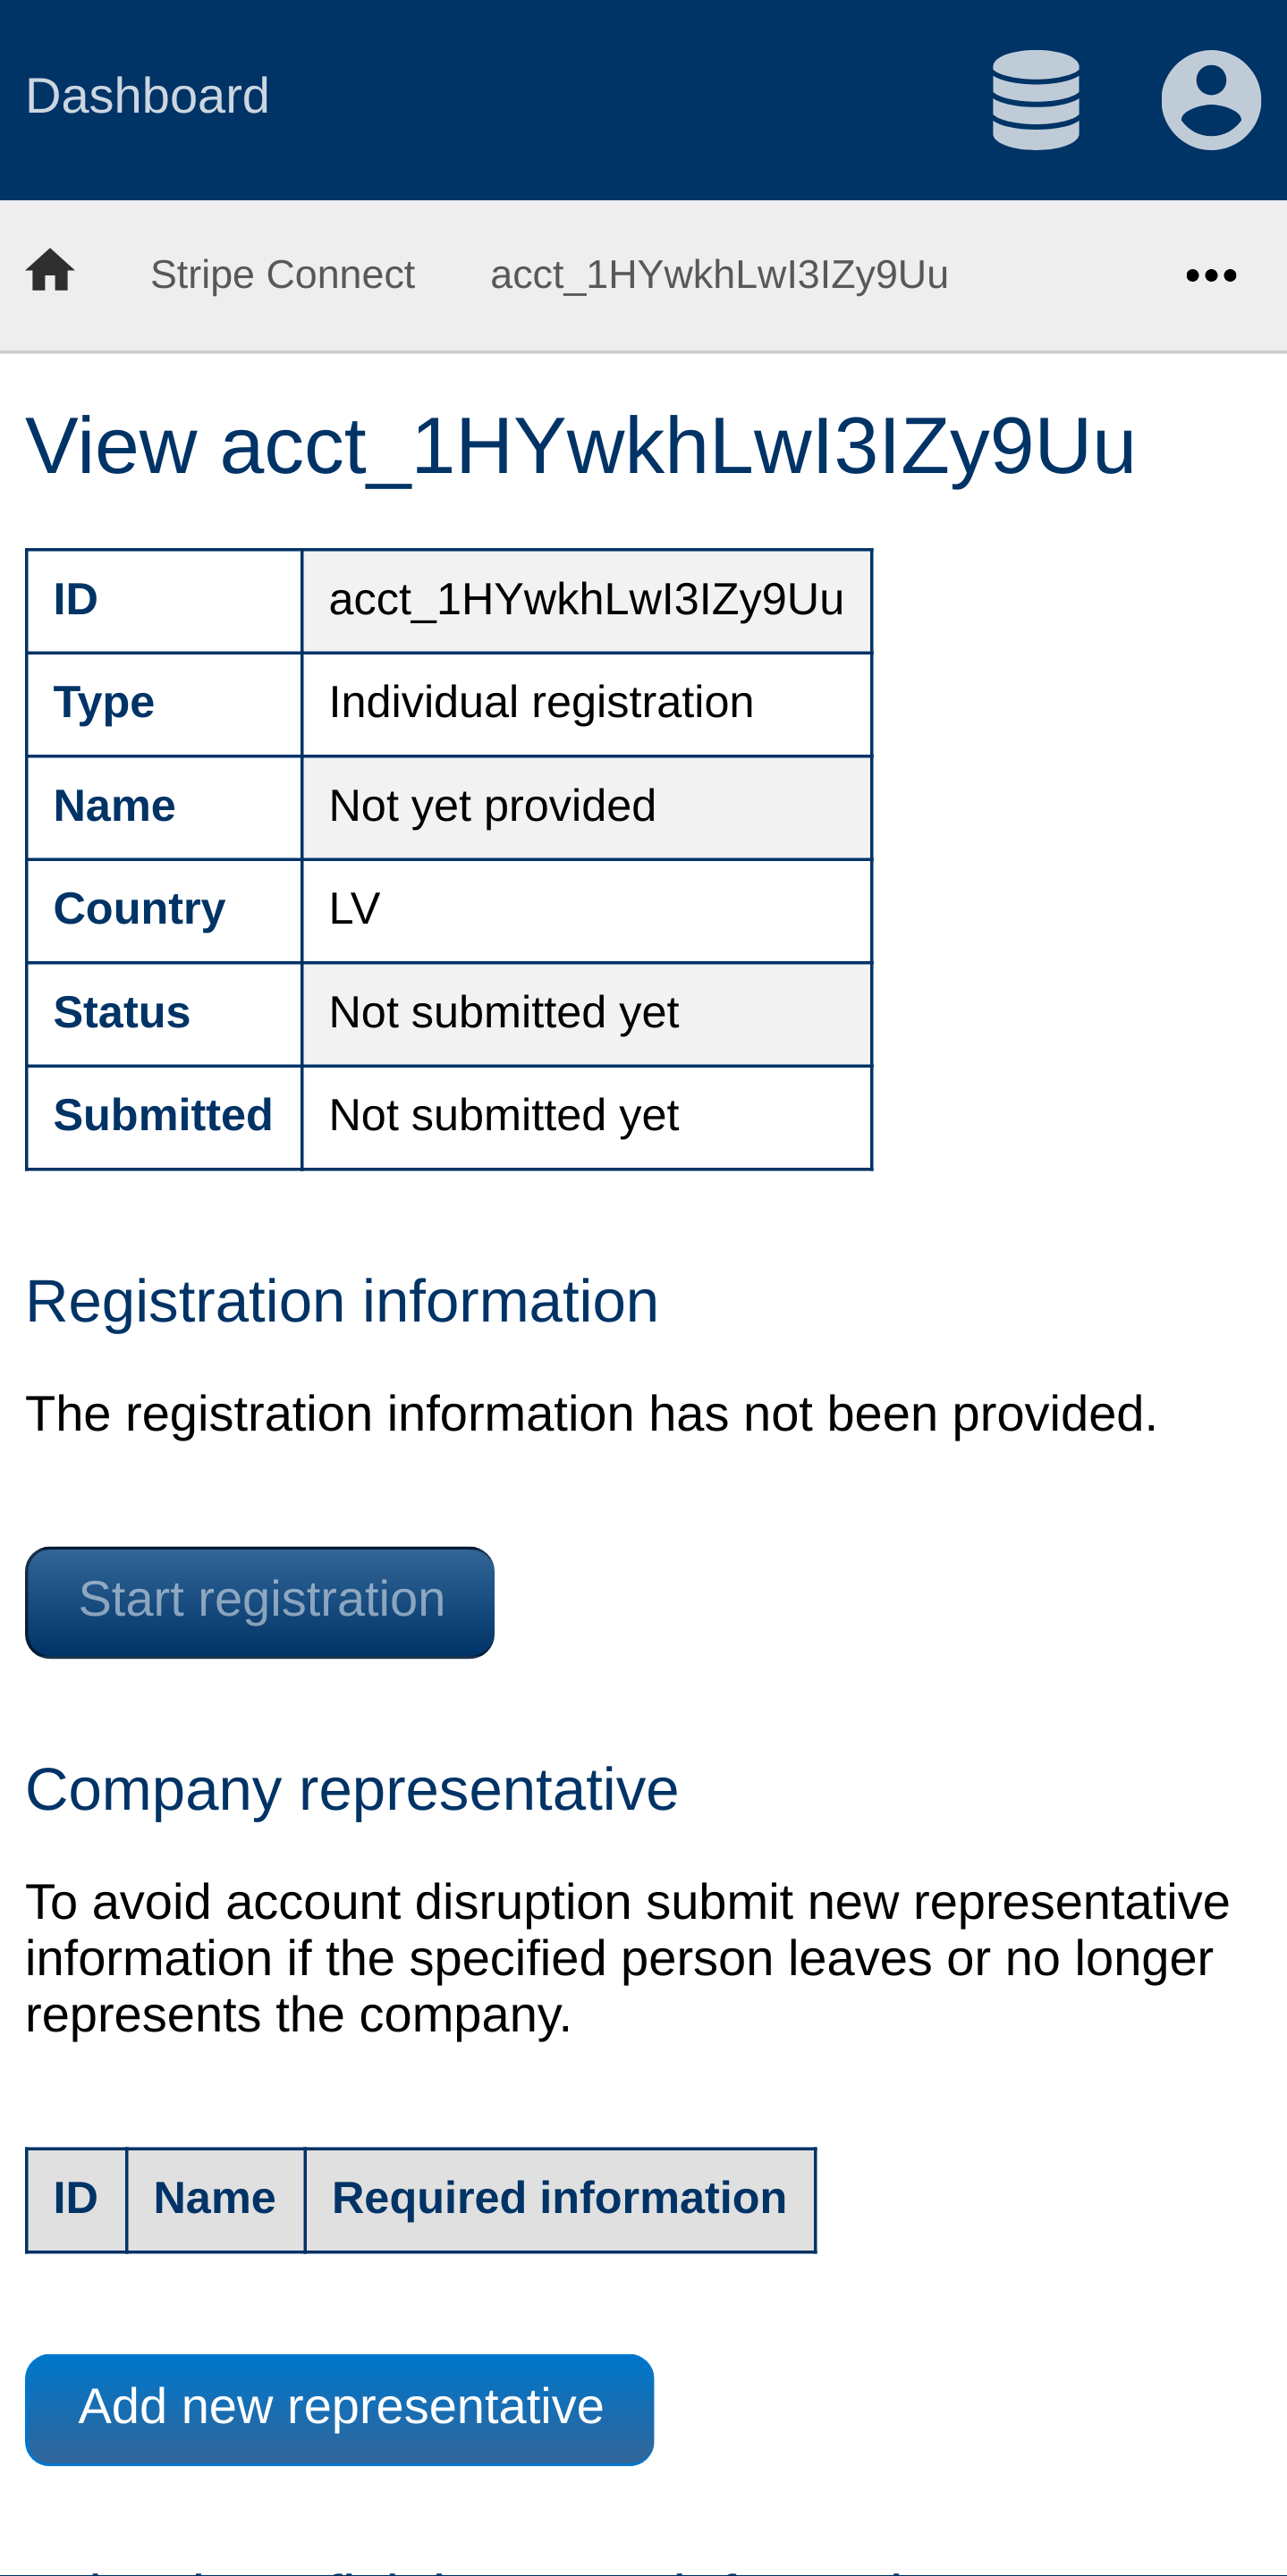 Dashboard
Stripe Connect acct_1HYwkhLwI3IZy9Uu
View acct_1HYwkhLwI3IZy9Uu
ID acct_1HYwkhLwI3IZy9Uu
Type Individual registration
Name Not yet provided
Country LV
Status Not submitted yet
Submitted Not submitted yet
Registration information
The registration information has not been provided.
Start registration
Company representative
To avoid account disruption submit new representative
information if the specified person leaves or no longer
represents the company.
ID Name Required information
Add new representative